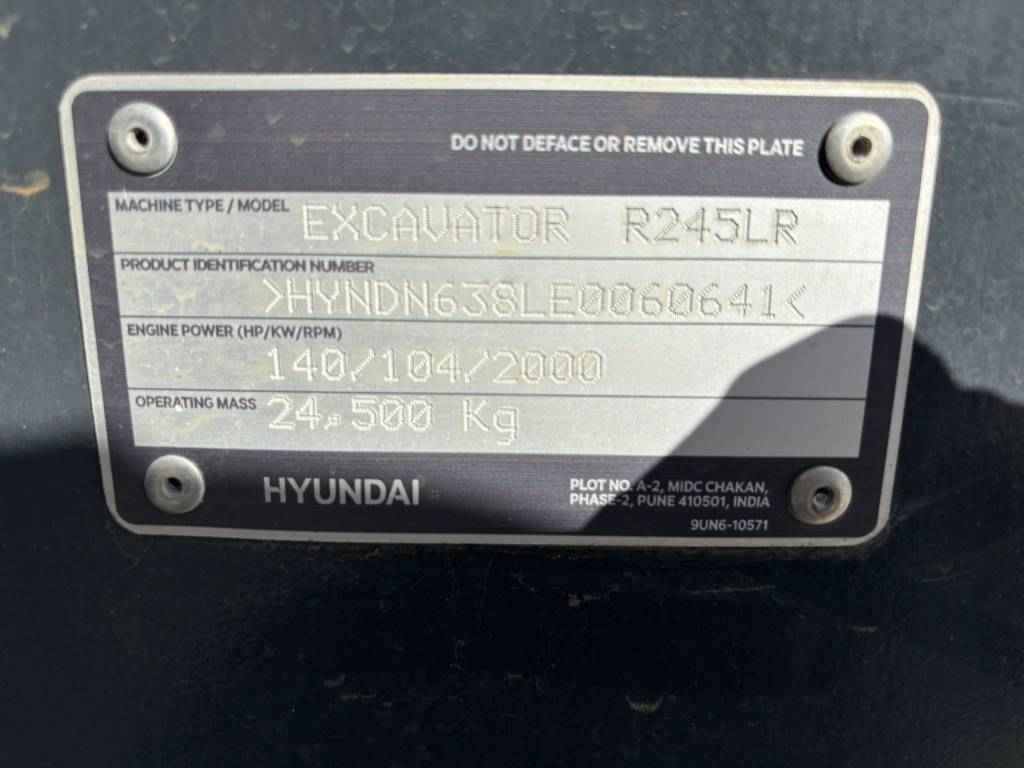 DO NOT DEFACE OR REMOVE THIS PLATE
MACHINE TYPE / MODEL EXCAVATOR R245LR
PRODUCT IDENTIFICATION NUMBER
>HYNDN638LE0060641<
ENGINE POWER (HP/KW/RPM)
140/104/2000
OPERATING MASS 24,500 Kg
HYUNDAI
PLOT NO. A-2, MIDC CHAKAN,
PHASE-2, PUNE 410501, INDIA
9UN6-10571